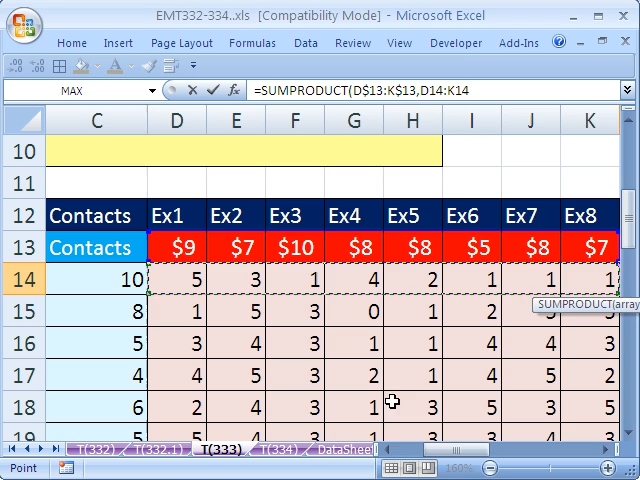 EMT332-334..xls [Compatibility Mode] - Microsoft Excel
Home Insert Page Layout Formulas Data Review View Developer Add-Ins
MAX =SUMPRODUCT(D$13:K$13,D14:K14
C D E F G H I J K
10
11
12 Contacts Ex1 Ex2 Ex3 Ex4 Ex5 Ex6 Ex7 Ex8
13 Contacts $9 $7 $10 $8 $8 $5 $8 $7
14 10 5 3 1 4 2 1 1 1
SUMPRODUCT(array
15 8 1 5 3 0 1 2
16 5 3 4 3 1 1 4 4 3
17 4 4 5 3 2 1 4 5 2
18 6 2 4 3 1 3 5 3 5
19 5 5 4 3 1 3 3 4 3
T(332) T(332.1) T(333) T(334) DataSheet
Point 160%